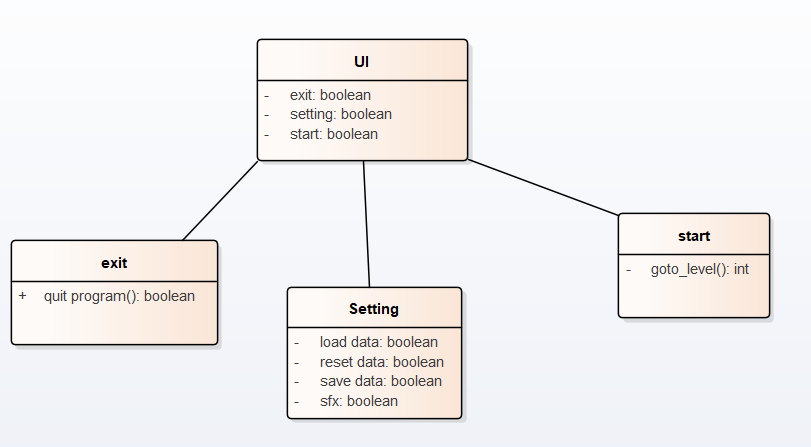 UI
- exit: boolean
- setting: boolean
- start: boolean
exit
+ quit program(): boolean
Setting
- load data: boolean
- reset data: boolean
- save data: boolean
- sfx: boolean
start
- goto_level(): int